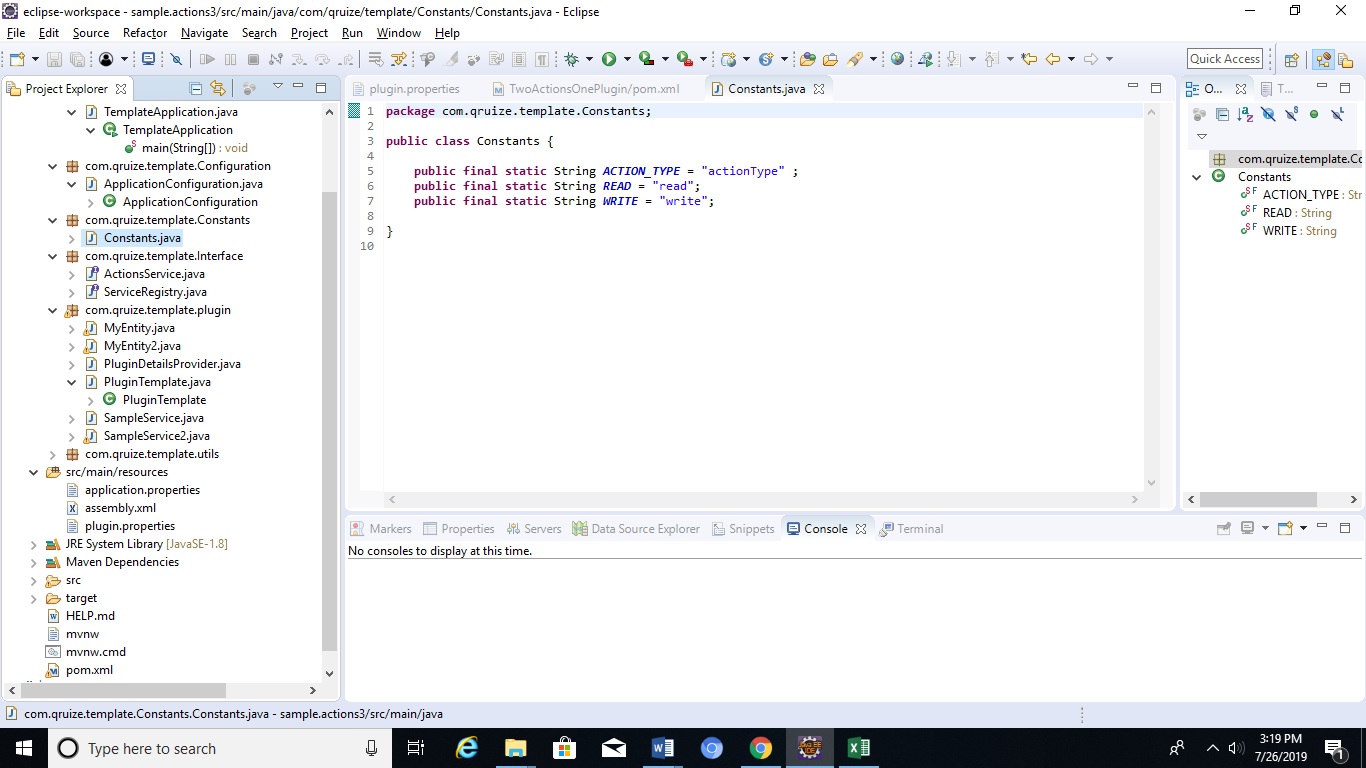 eclipse-workspace - sample.actions3/src/main/java/com/qruize/template/Constants/Constants.java - Eclipse
File Edit Source Refactor Navigate Search Project Run Window Help
Quick Access
Project Explorer
TemplateApplication.java
TemplateApplication
main(String[]) : void
com.qruize.template.Configuration
ApplicationConfiguration.java
ApplicationConfiguration
com.qruize.template.Constants
Constants.java
com.qruize.template.Interface
ActionsService.java
ServiceRegistry.java
com.qruize.template.plugin
MyEntity.java
MyEntity2.java
PluginDetailsProvider.java
PluginTemplate.java
PluginTemplate
SampleService.java
SampleService2.java
com.qruize.template.utils
src/main/resources
application.properties
assembly.xml
plugin.properties
JRE System Library [JavaSE-1.8]
Maven Dependencies
src
target
HELP.md
mvnw
mvnw.cmd
pom.xml
plugin.properties TwoActionsOnePlugin/pom.xml Constants.java
1 package com.qruize.template.Constants;
2
3 public class Constants {
4
5 public final static String ACTION_TYPE = "actionType" ;
6 public final static String READ = "read";
7 public final static String WRITE = "write";
8
9 }
10
O... T...
com.qruize.template.Cc
Constants
ACTION_TYPE : Str
READ : String
WRITE : String
Markers Properties Servers Data Source Explorer Snippets Console Terminal
No consoles to display at this time.
com.qruize.template.Constants.Constants.java - sample.actions3/src/main/java
Type here to search
3:19 PM
7/26/2019
1